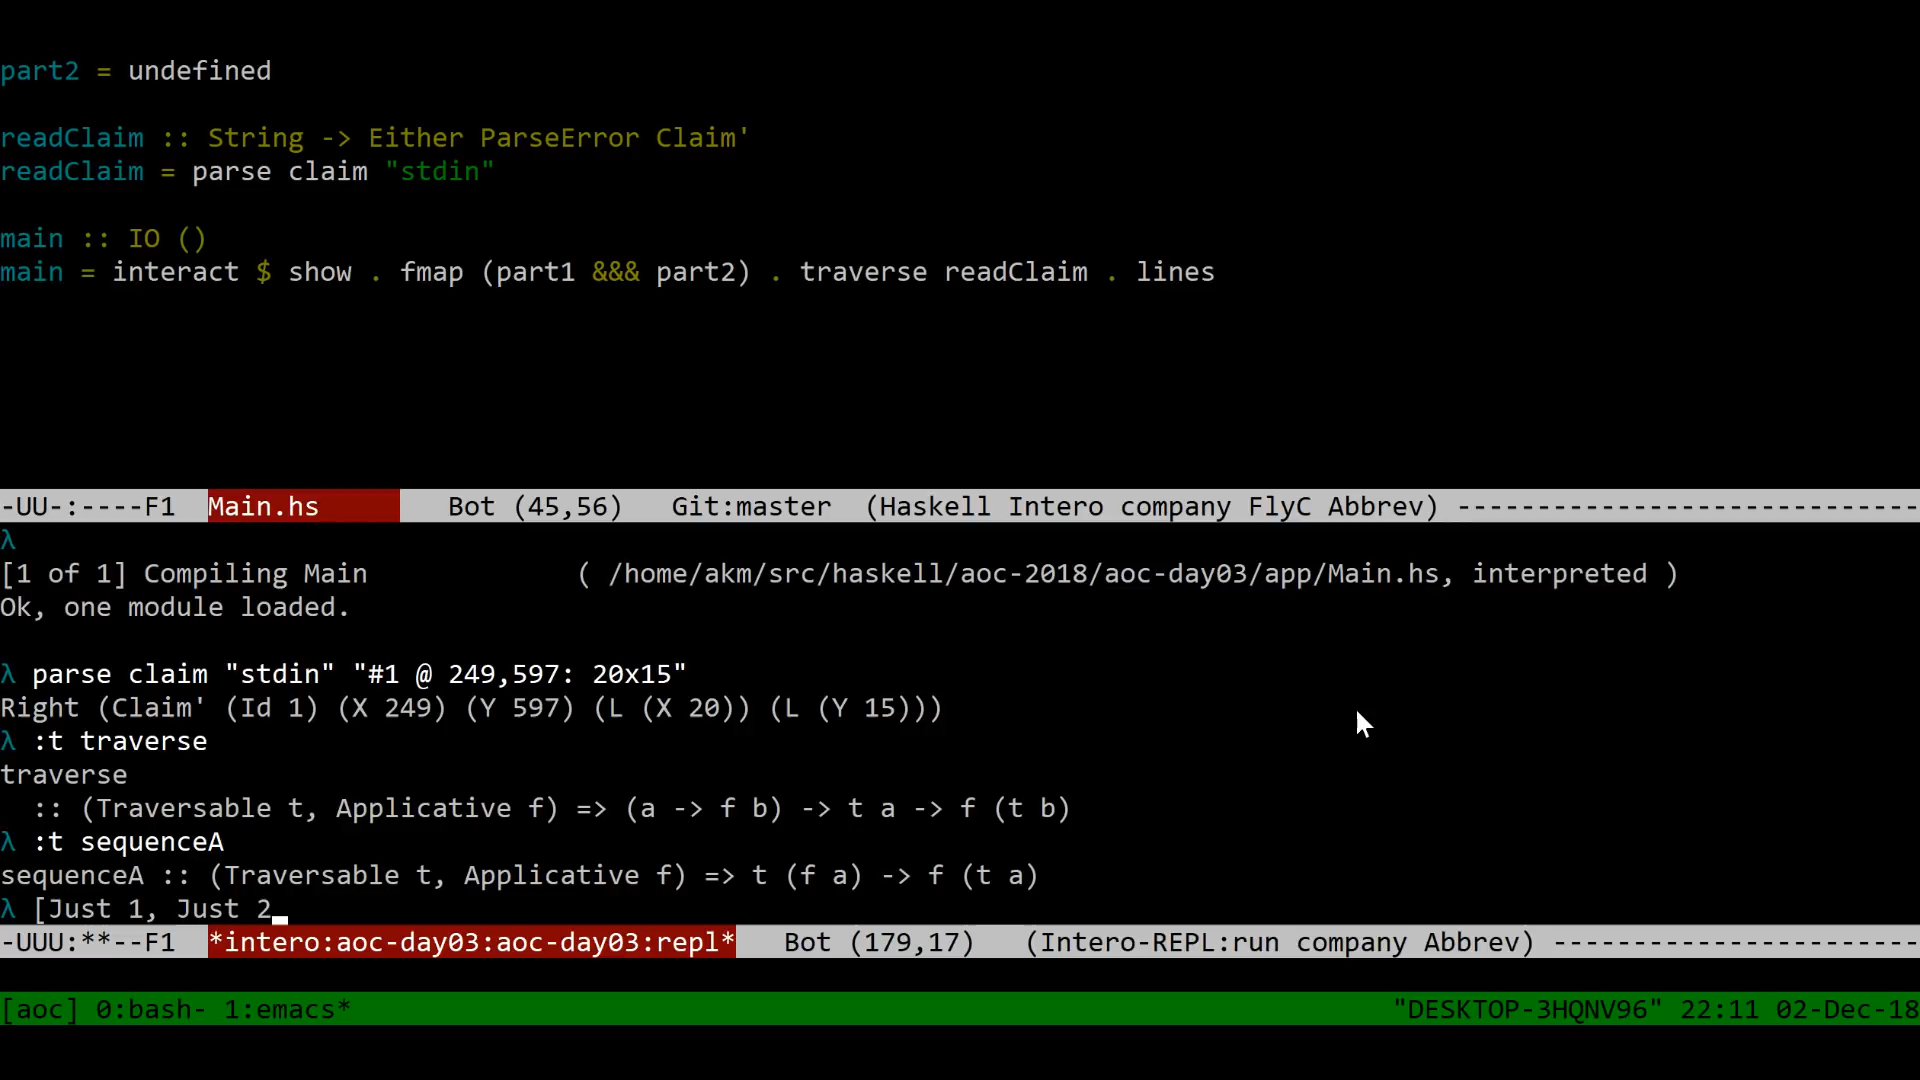 part2 = undefined
readClaim :: String -> Either ParseError Claim'
readClaim = parse claim "stdin"
main :: IO ()
main = interact $ show . fmap (part1 &&& part2) . traverse readClaim . lines
-UU-:----F1  Main.hs        Bot (45,56)   Git:master  (Haskell Intero company FlyC Abbrev) -----------------------------
λ
[1 of 1] Compiling Main             ( /home/akm/src/haskell/aoc-2018/aoc-day03/app/Main.hs, interpreted )
Ok, one module loaded.
λ parse claim "stdin" "#1 @ 249,597: 20x15"
Right (Claim' (Id 1) (X 249) (Y 597) (L (X 20)) (L (Y 15)))
λ :t traverse
traverse
  :: (Traversable t, Applicative f) => (a -> f b) -> t a -> f (t b)
λ :t sequenceA
sequenceA :: (Traversable t, Applicative f) => t (f a) -> f (t a)
λ [Just 1, Just 2
-UUU:**--F1  *intero:aoc-day03:aoc-day03:repl*   Bot (179,17)   (Intero-REPL:run company Abbrev) -----------------------
[aoc] 0:bash- 1:emacs*                                                                 "DESKTOP-3HQNV96" 22:11 02-Dec-18